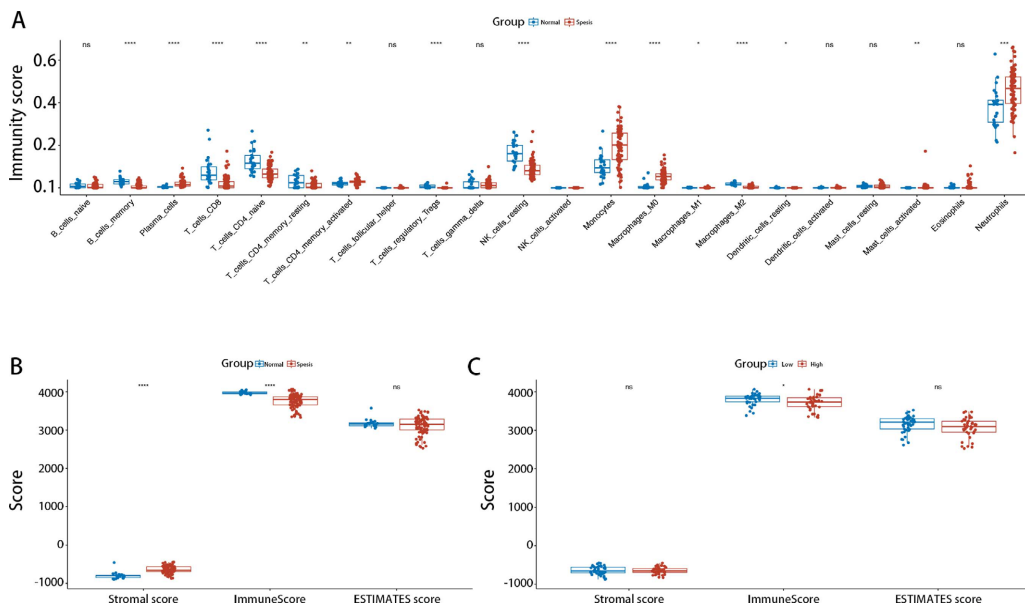 A
Group Normal Spesis
ns **** **** **** **** ** ** ns **** ns **** **** **** * **** * ns ns ** ns ***
Immunity score
0.6
0.4
0.2
0.1
B_cells_naive
B_cells_memory
Plasma_cells
T_cells_CD8
T_cells_CD4_naive
T_cells_CD4_memory_resting
T_cells_CD4_memory_activated
T_cells_follicular_helper
T_cells_regulatory_Tregs
T_cells_gamma_delta
NK_cells_resting
NK_cells_activated
Monocytes
Macrophages_M0
Macrophages_M1
Macrophages_M2
Dendritic_cells_resting
Dendritic_cells_activated
Mast_cells_resting
Mast_cells_activated
Eosinophils
Neutrophils
B
Group Normal Spesis
**** **** ns
Score
4000
3000
2000
1000
0
-1000
Stromal score ImmuneScore ESTIMATES score
C
Group Low High
ns * ns
Score
4000
3000
2000
1000
0
-1000
Stromal score ImmuneScore ESTIMATES score